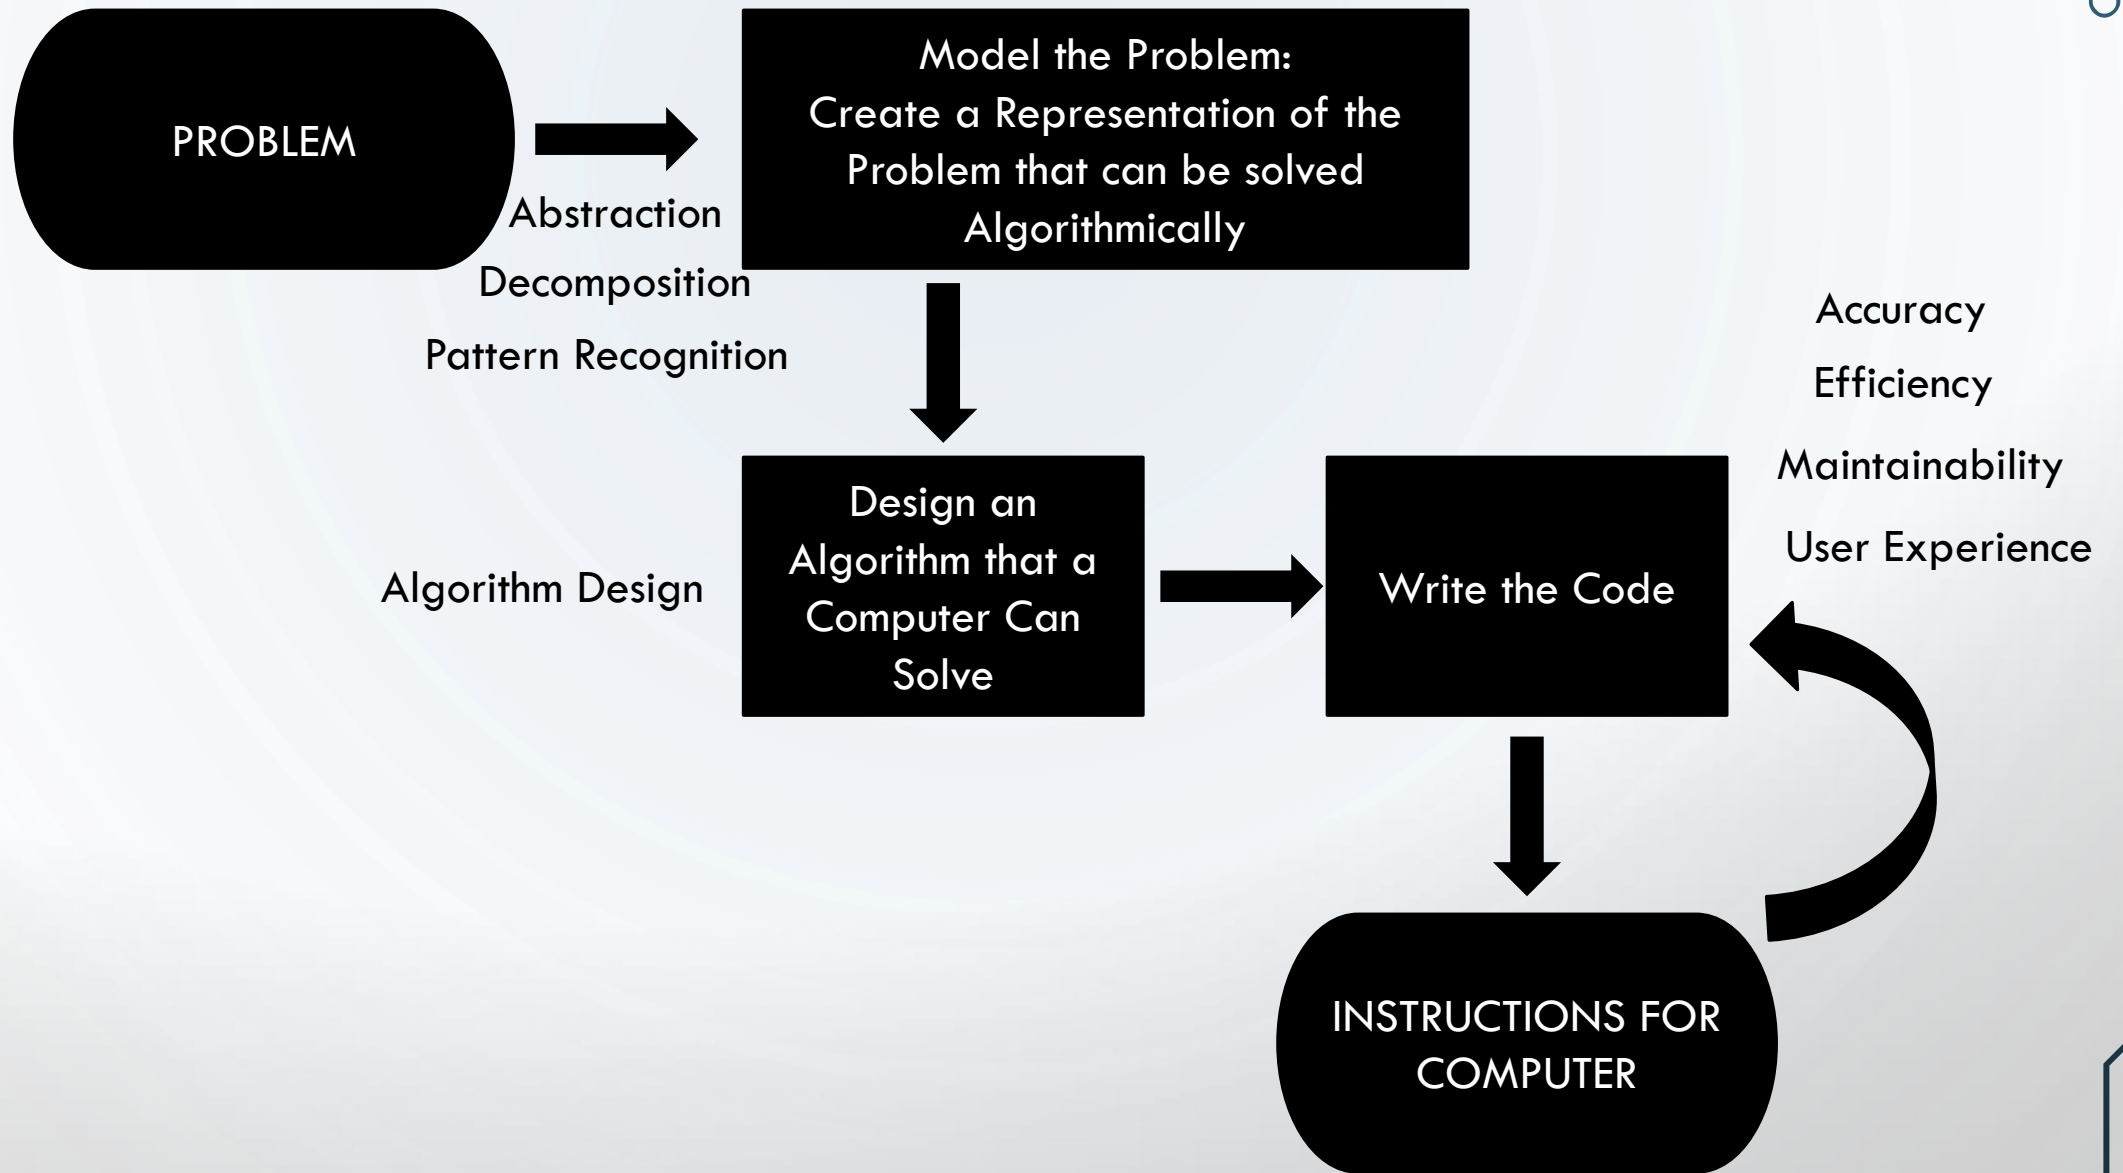 PROBLEM
Model the Problem:
Create a Representation of the
Problem that can be solved
Algorithmically
Abstraction
Decomposition
Pattern Recognition
Accuracy
Efficiency
Maintainability
User Experience
Algorithm Design
Design an
Algorithm that a
Computer Can
Solve
Write the Code
INSTRUCTIONS FOR
COMPUTER